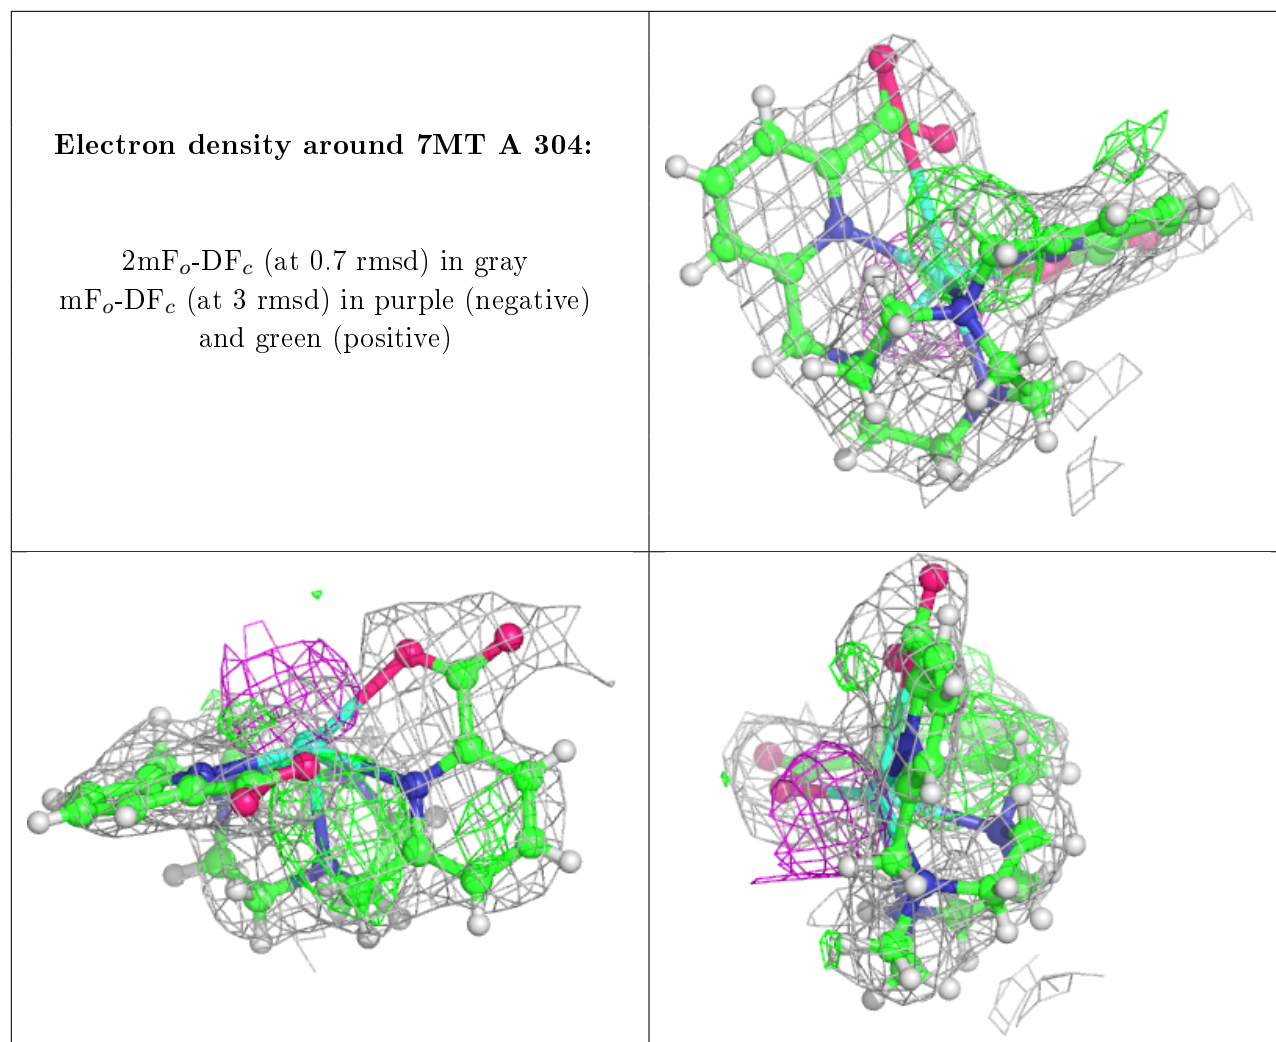 Electron density around 7MT A 304:
2mFo-DFc (at 0.7 rmsd) in gray
mFo-DFc (at 3 rmsd) in purple (negative)
and green (positive)